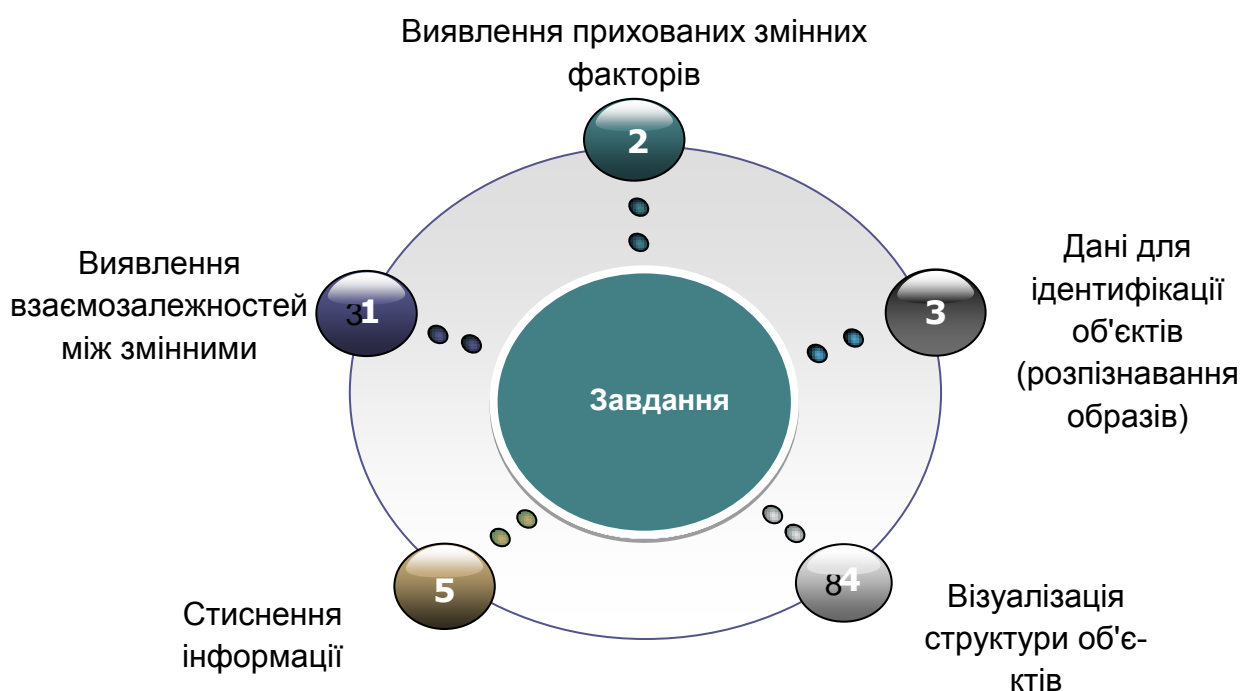 Виявлення прихованих змінних
факторів
2
Виявлення
взаємозалежностей
між змінними
31
Дані для
ідентифікації
об'єктів
(розпізнавання
образів)
3
Завдання
5
Стиснення
інформації
84
Візуалізація
структури об'є-
ктів